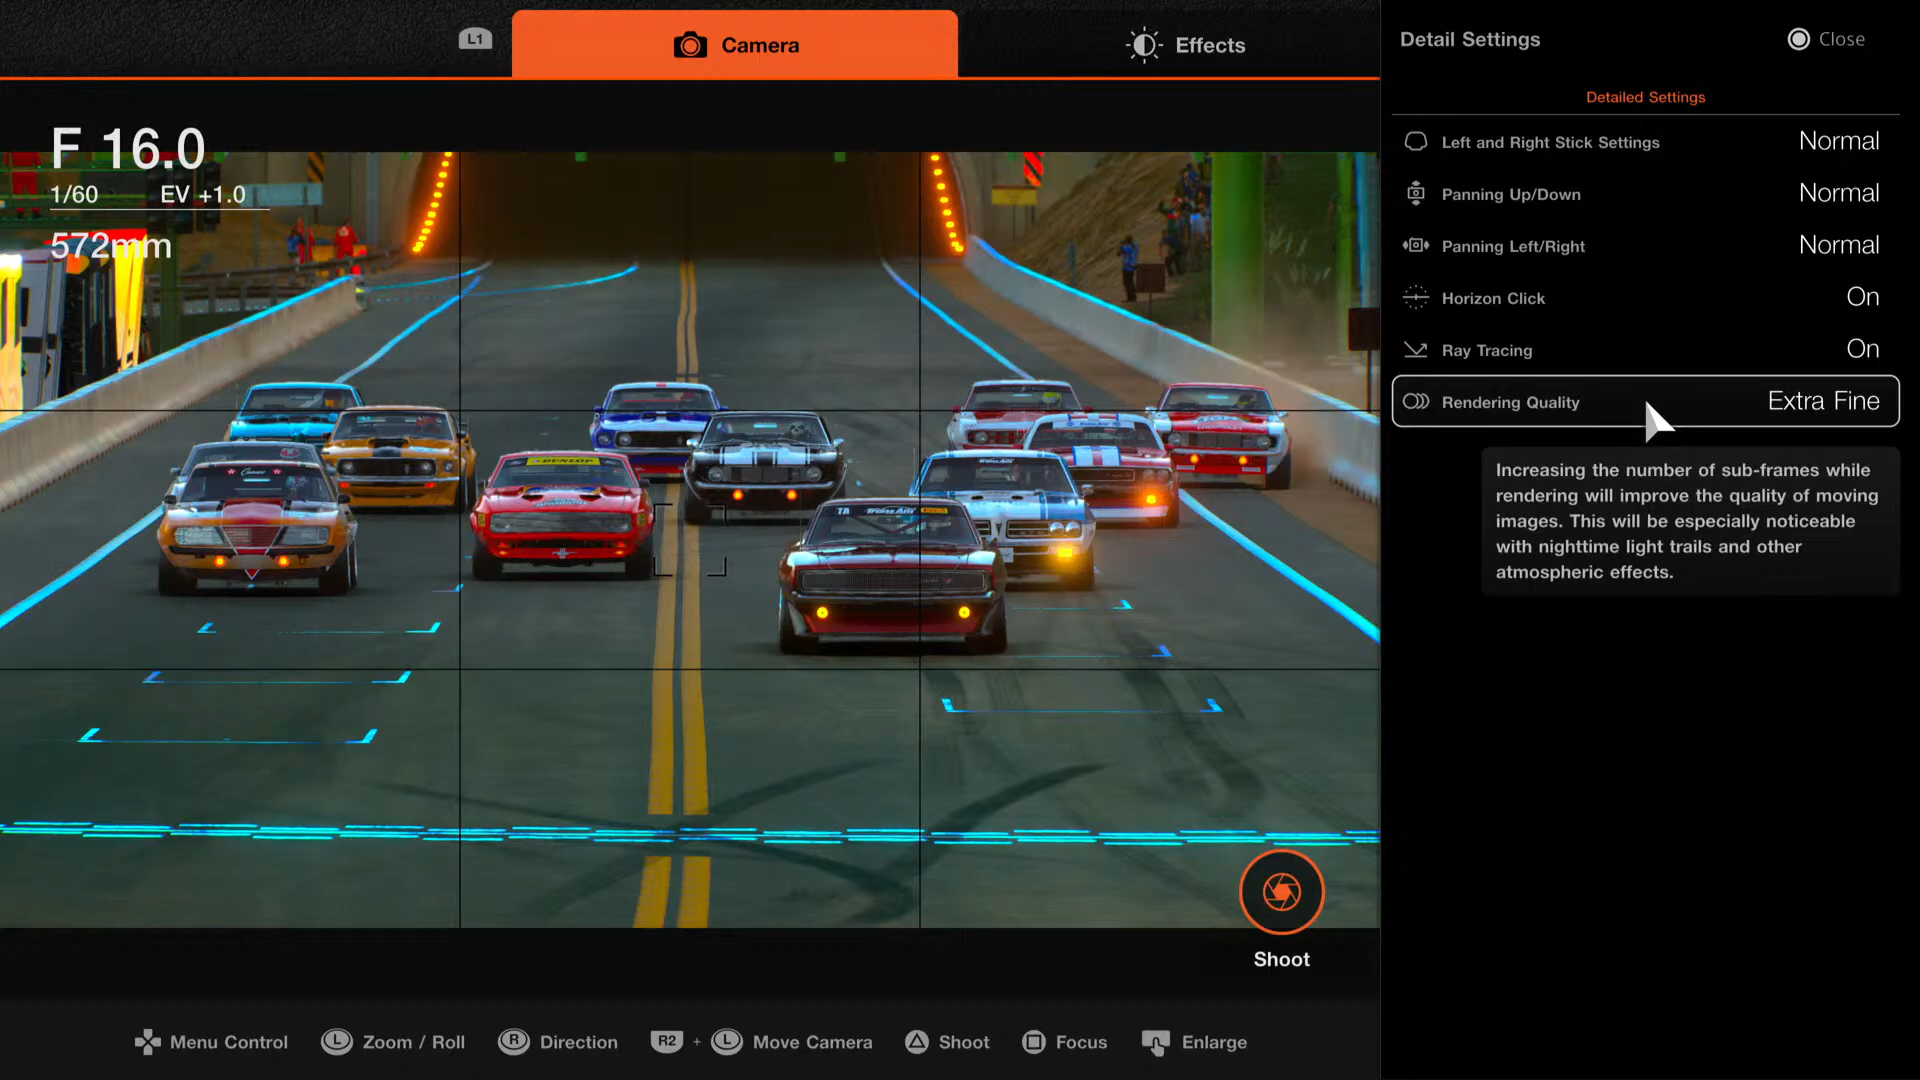 L1
Camera
Effects
Detail Settings
Close
Detailed Settings
F 16.0
1/60 EV +1.0
572mm
Left and Right Stick Settings Normal
Panning Up/Down Normal
Panning Left/Right Normal
Horizon Click On
Ray Tracing On
Rendering Quality Extra Fine
Increasing the number of sub-frames while
rendering will improve the quality of moving
images. This will be especially noticeable
with nighttime light trails and other
atmospheric effects.
DUNLOP
TA
Shoot
Menu Control
L Zoom / Roll
R Direction
R2 + L Move Camera
Shoot
Focus
Enlarge